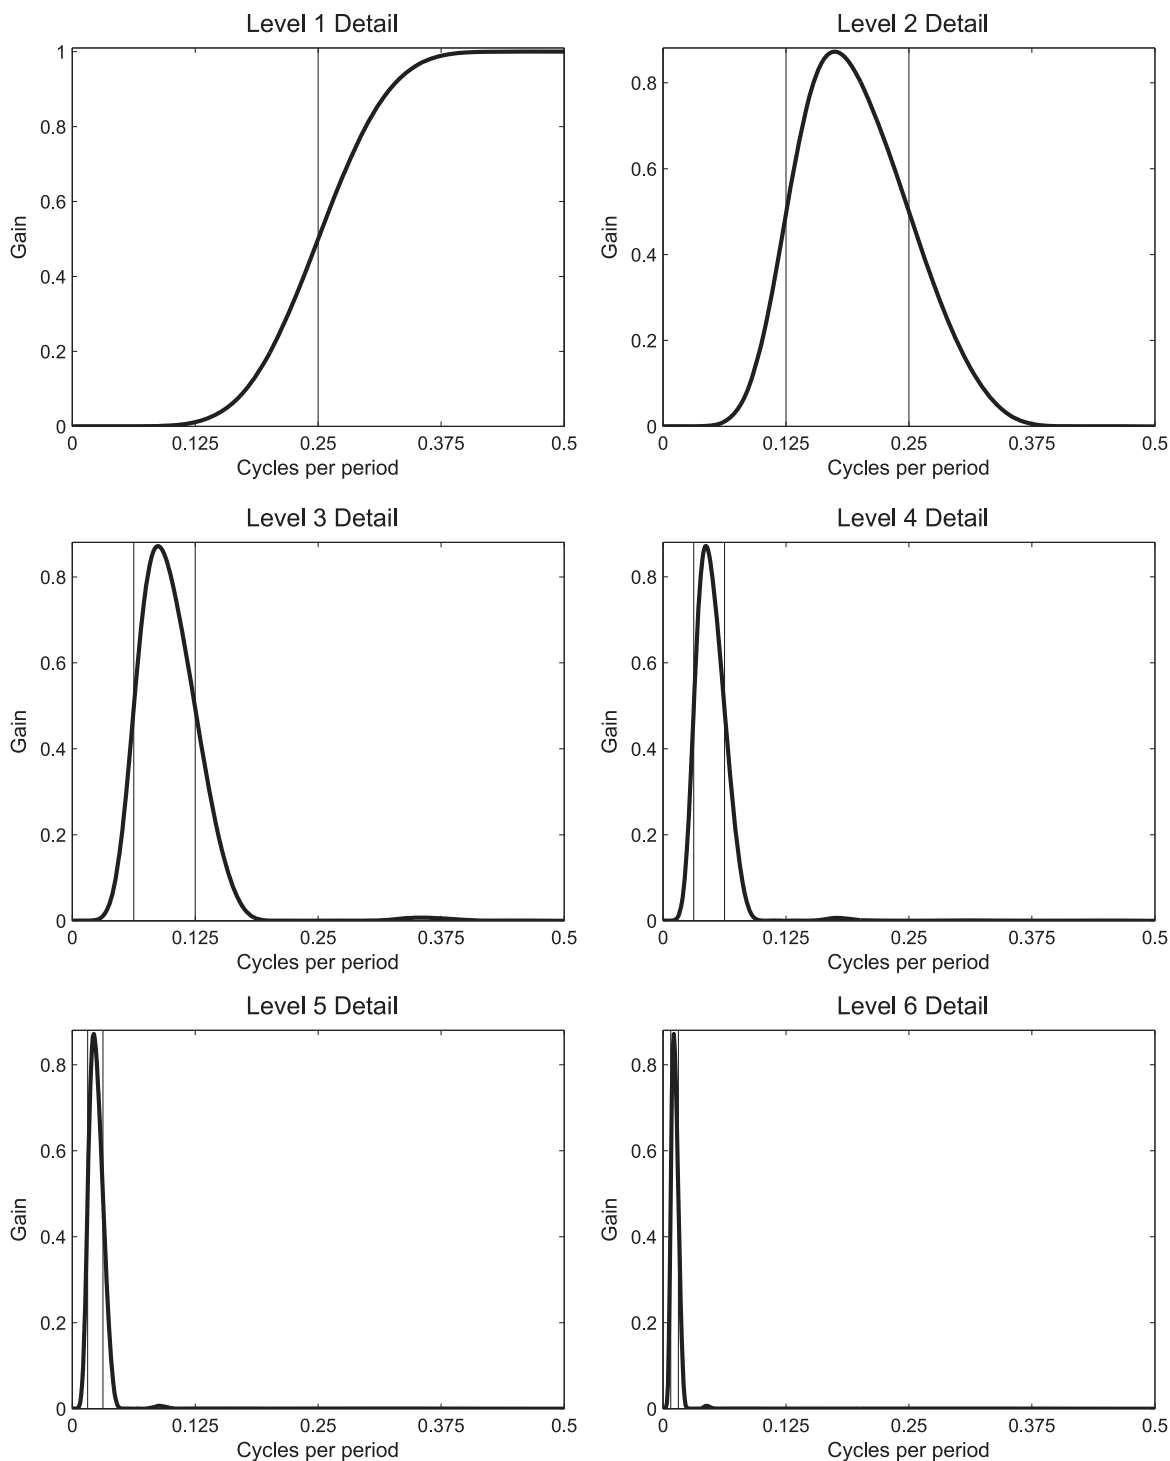 Level 1 Detail
1
0.8
0.6
0.4
0.2
0
Gain
0 0.125 0.25 0.375 0.5
Cycles per period
Level 2 Detail
0.8
0.6
0.4
0.2
0
Gain
0 0.125 0.25 0.375 0.5
Cycles per period
Level 3 Detail
0.8
0.6
0.4
0.2
0
Gain
0 0.125 0.25 0.375 0.5
Cycles per period
Level 4 Detail
0.8
0.6
0.4
0.2
0
Gain
0 0.125 0.25 0.375 0.5
Cycles per period
Level 5 Detail
0.8
0.6
0.4
0.2
0
Gain
0 0.125 0.25 0.375 0.5
Cycles per period
Level 6 Detail
0.8
0.6
0.4
0.2
0
Gain
0 0.125 0.25 0.375 0.5
Cycles per period